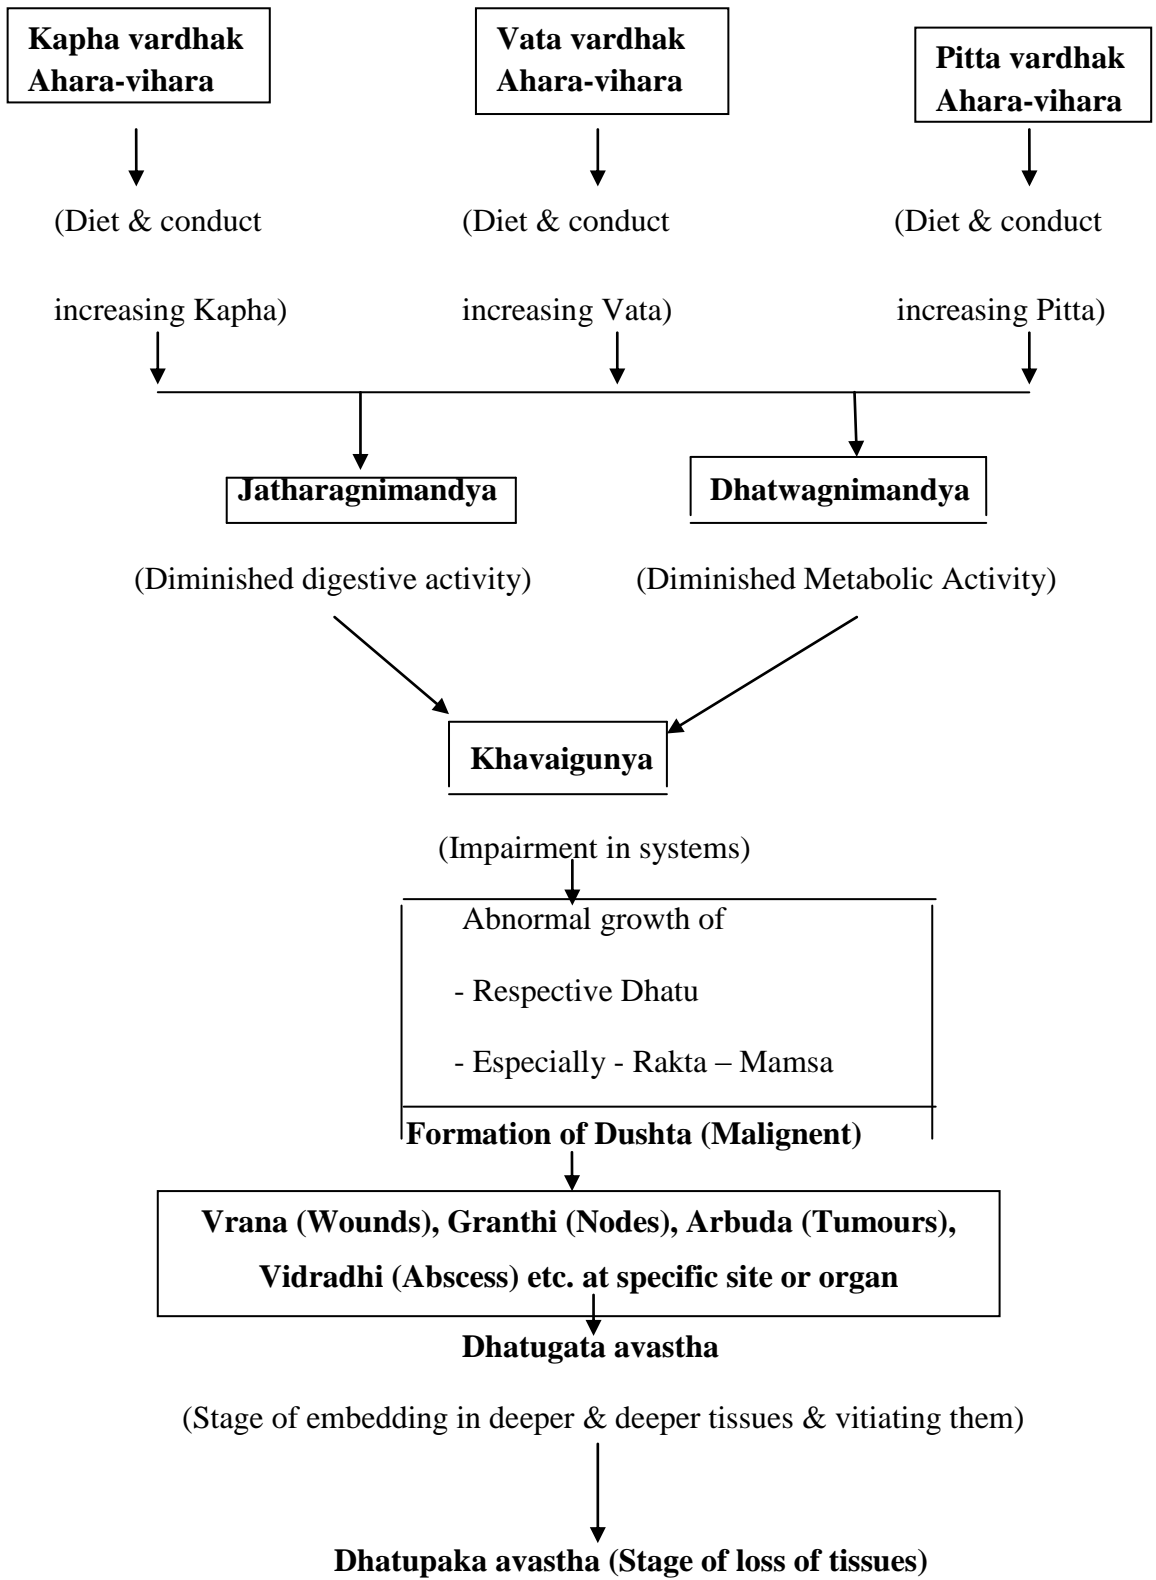 Kapha vardhak
Ahara-vihara
Vata vardhak
Ahara-vihara
Pitta vardhak
Ahara-vihara
(Diet & conduct
increasing Kapha)
(Diet & conduct
increasing Vata)
(Diet & conduct
increasing Pitta)
Jatharagnimandya
(Diminished digestive activity)
Dhatwagnimandya
(Diminished Metabolic Activity)
Khavaigunya
(Impairment in systems)
Abnormal growth of
- Respective Dhatu
- Especially - Rakta – Mamsa
Formation of Dushta (Malignent)
Vrana (Wounds), Granthi (Nodes), Arbuda (Tumours),
Vidradhi (Abscess) etc. at specific site or organ
Dhatugata avastha
(Stage of embedding in deeper & deeper tissues & vitiating them)
Dhatupaka avastha (Stage of loss of tissues)